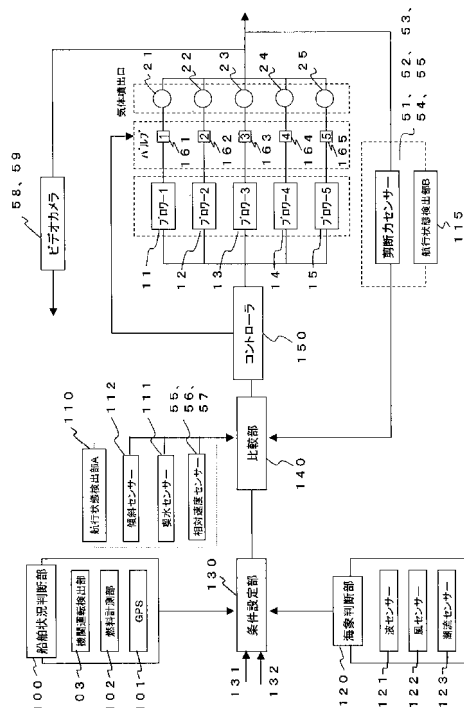 58、59
ビデオカメラ
気体噴出口
21
22
23
24
25
バルブ
1
161
2
162
3
163
4
164
5
165
ブロワー1
11
ブロワー2
12
ブロワー3
13
ブロワー4
14
ブロワー5
15
51、52、53、
54、55
剪断力センサー
航行状態検出部B
115
コントローラ
150
比較部
140
110
航行状態検出部A
112
傾斜センサー
111
喫水センサー
55、
56、
57
相対速度センサー
条件設定部
130
131
132
船舶状況判断部
100
機関運転検出部
03
燃料計測部
102
GPS
101
海象判断部
120
波センサー
121
風センサー
122
潮流センサー
123